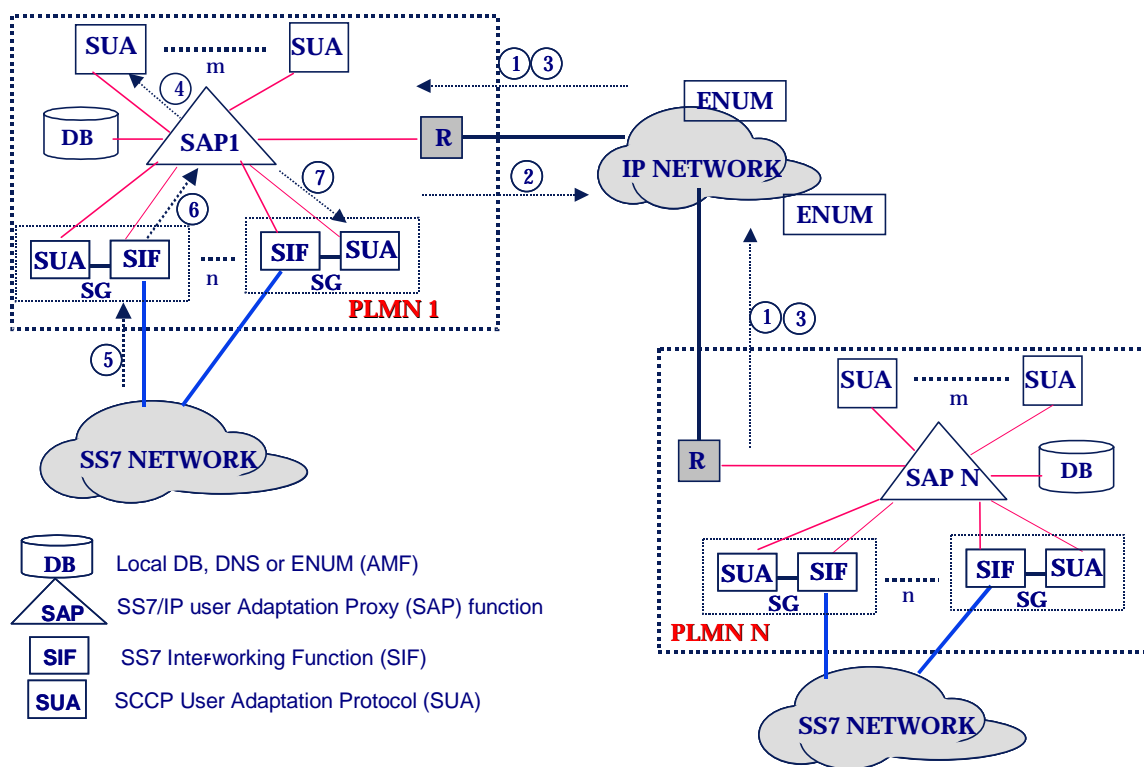 SUA
SUA
m
1 3
4
ENUM
DB
SAP1
R
IP NETWORK
7
2
6
ENUM
SUA
SIF
n
SIF
SUA
SG
SG
PLMN 1
1 3
5
SUA
SUA
m
SS7 NETWORK
R
SAP N
DB
DB
Local DB, DNS or ENUM (AMF)
SUA
SIF
SIF
SUA
n
SG
SG
SAP
SS7/IP user Adaptation Proxy (SAP) function
PLMN N
SIF
SS7 Inter-working Function (SIF)
SUA
SCCP User Adaptation Protocol (SUA)
SS7 NETWORK